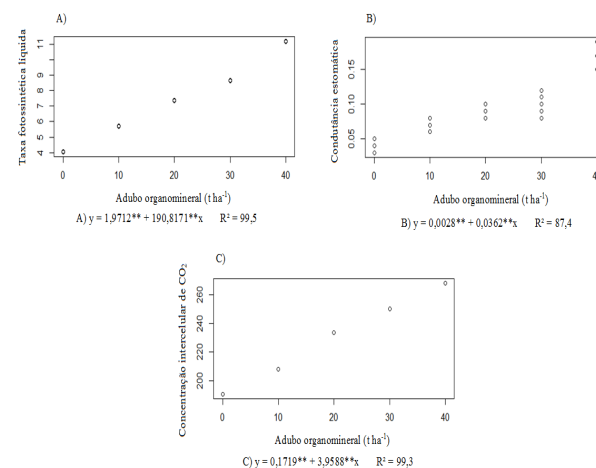 A)
Taxa fotossintética líquida
4 5 6 7 8 9 11
0 10 20 30 40
Adubo organomineral (t ha⁻¹)
A) y = 1,9712** + 190,8171**x R² = 99,5
B)
Condutância estomática
0.05 0.10 0.15
0 10 20 30 40
Adubo organomineral (t ha⁻¹)
B) y = 0,0028** + 0,0362**x R² = 87,4
C)
Concentração intercelular de CO₂
200 220 240 260
0 10 20 30 40
Adubo organomineral (t ha⁻¹)
C) y = 0,1719** + 3,9588**x R² = 99,3